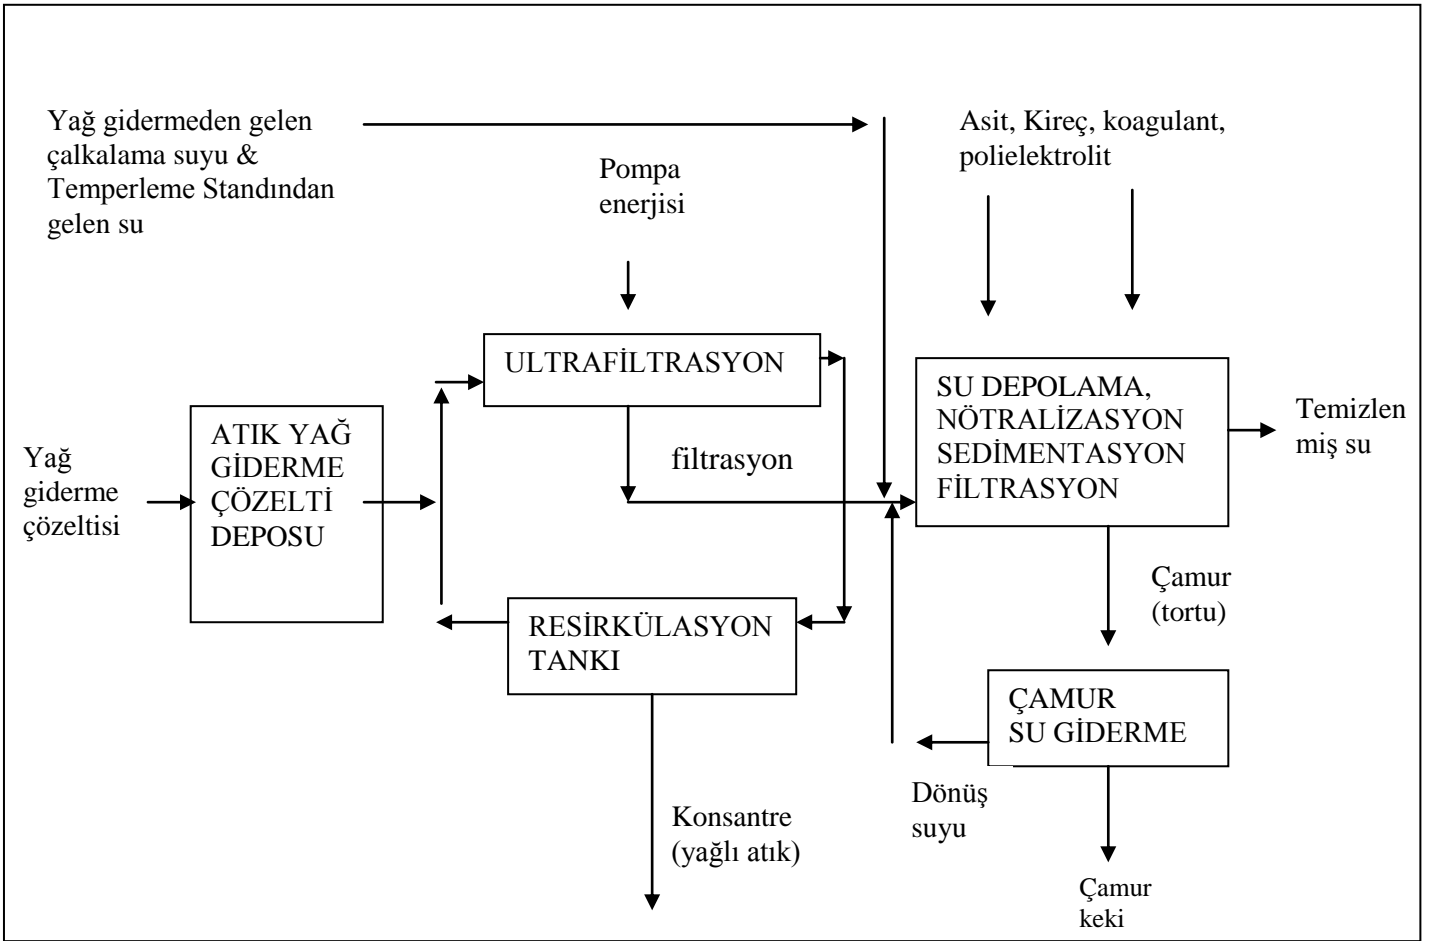 Yağ gidermeden gelen
çalkalama suyu &
Temperleme Standından
gelen su
Pompa
enerjisi
Asit, Kireç, koagulant,
polielektrolit
ULTRAFİLTRASYON
SU DEPOLAMA,
NÖTRALİZASYON
SEDİMENTASYON
FİLTRASYON
Temizlen
miş su
Yağ
giderme
çözeltisi
ATIK YAĞ
GİDERME
ÇÖZELTİ
DEPOSU
filtrasyon
Çamur
(tortu)
RESİRKÜLASYON
TANKI
ÇAMUR
SU GİDERME
Dönüş
suyu
Konsantre
(yağlı atık)
Çamur
keki